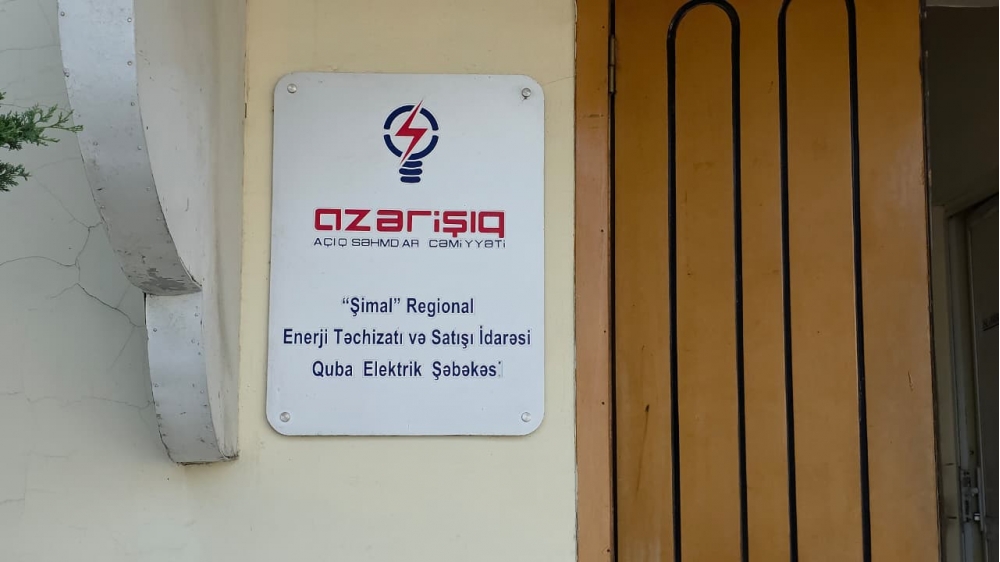 azərişıq
AÇIQ SƏHMDAR CƏMİYYƏTİ
“Şimal” Regional
Enerji Təchizatı və Satışı İdarəsi
Quba Elektrik Şəbəkəsi